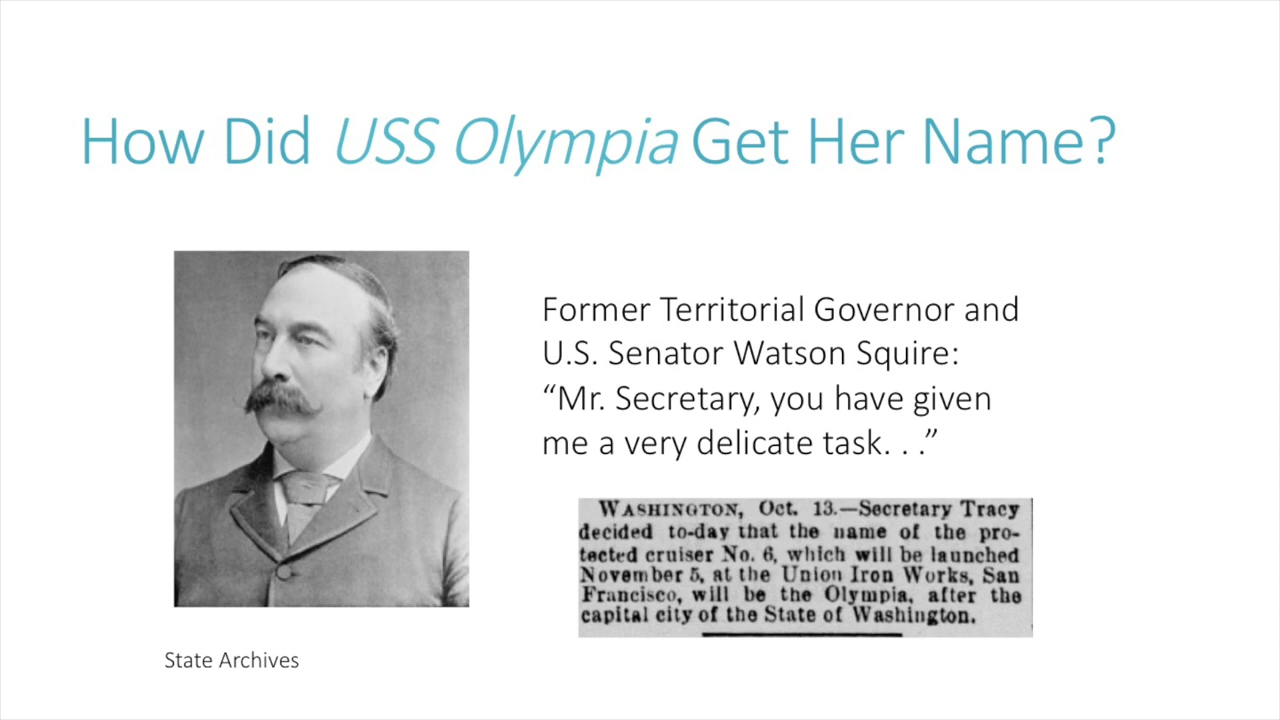 How Did USS Olympia Get Her Name?
Former Territorial Governor and
U.S. Senator Watson Squire:
“Mr. Secretary, you have given
me a very delicate task. . .”
WASHINGTON, Oct. 13.—Secretary Tracy
decided to-day that the name of the pro-
tected cruiser No. 6, which will be launched
November 5, at the Union Iron Works, San
Francisco, will be the Olympia, after the
capital city of the State of Washington.
State Archives